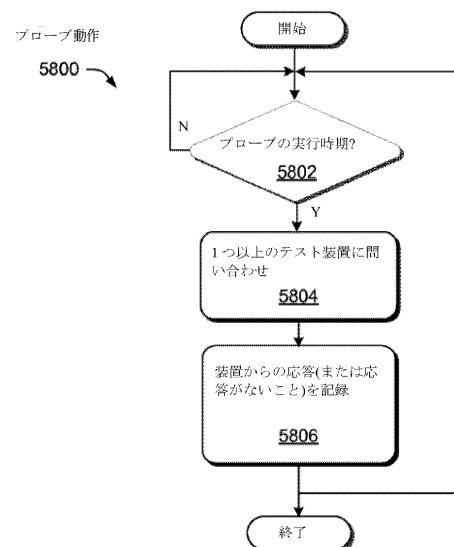 プローブ動作
5800
開始
N
プローブの実行時期?
5802
Y
1つ以上のテスト装置に問
い合わせ
5804
装置からの応答(または応
答がないこと)を記録
5806
終了